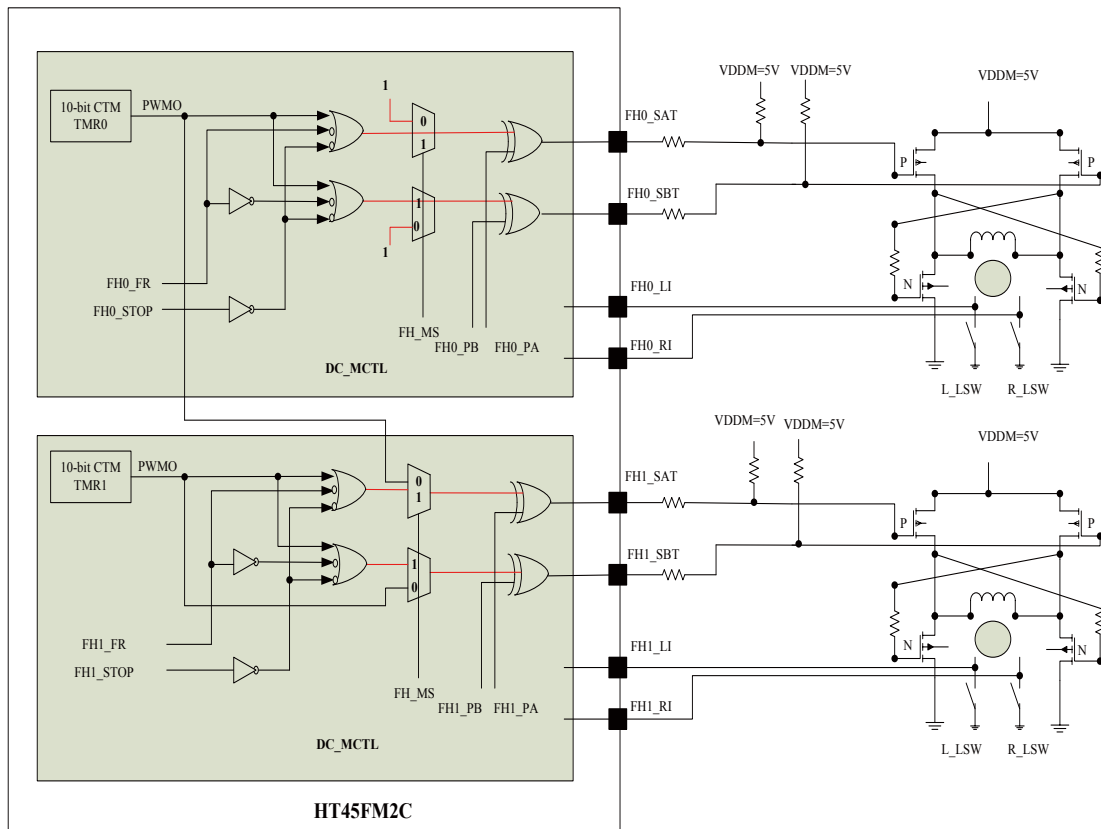 VDDM=5V
VDDM=5V
VDDM=5V
10-bit CTM
TMR0
PWMO
1
0
1
FH0_SAT
P
P
1
0
FH0_SBT
1
FH0_FR
FH0_STOP
FH0_LI
N
N
FH_MS
FH0_PB
FH0_PA
FH0_RI
DC_MCTL
L_LSW
R_LSW
VDDM=5V
VDDM=5V
VDDM=5V
10-bit CTM
TMR1
PWMO
0
1
FH1_SAT
P
P
1
0
FH1_SBT
FH1_FR
FH1_STOP
FH1_LI
N
N
FH_MS
FH1_PB
FH1_PA
FH1_RI
DC_MCTL
L_LSW
R_LSW
HT45FM2C